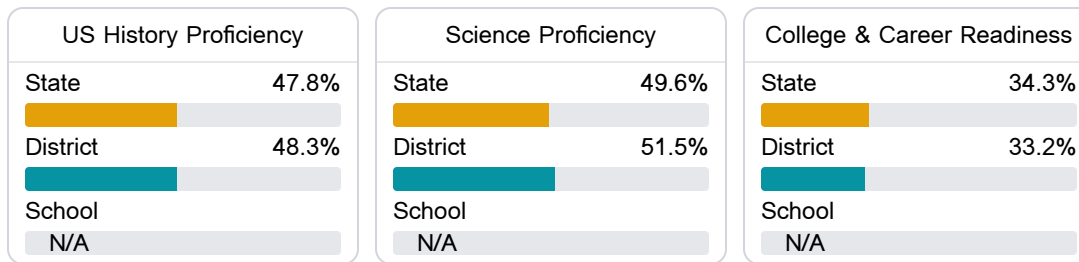 US History Proficiency
State 47.8%
District 48.3%
School
N/A
Science Proficiency
State 49.6%
District 51.5%
School
N/A
College & Career Readiness
State 34.3%
District 33.2%
School
N/A